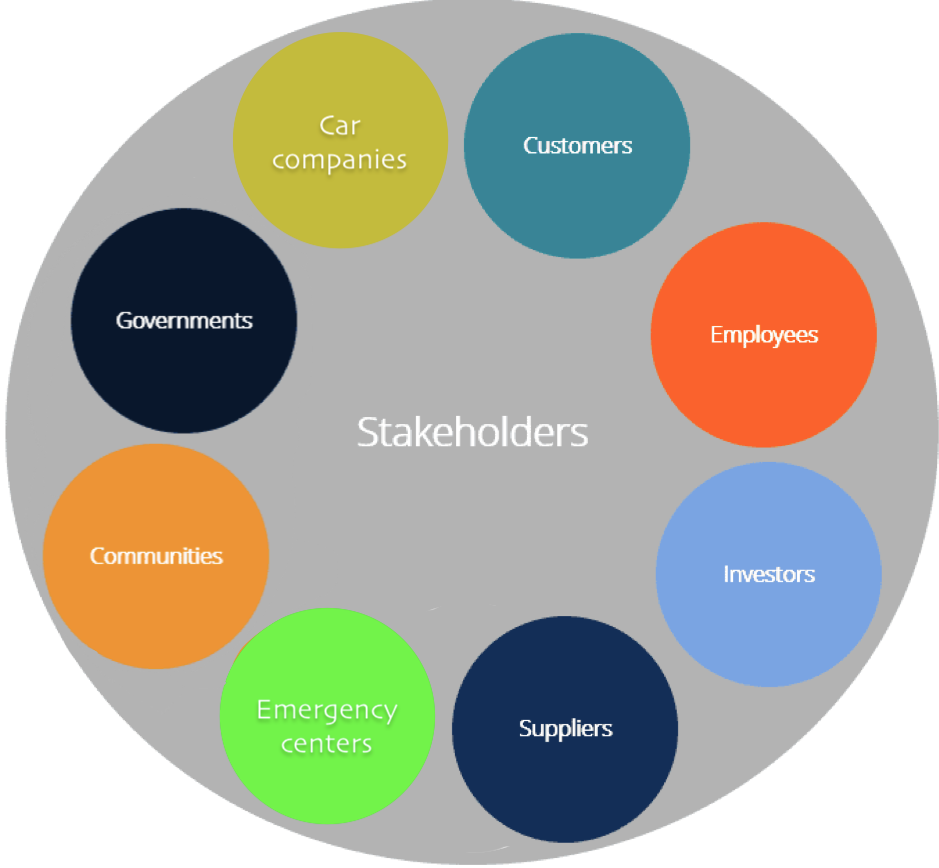 Car
companies
Customers
Governments
Employees
Stakeholders
Communities
Investors
Emergency
centers
Suppliers